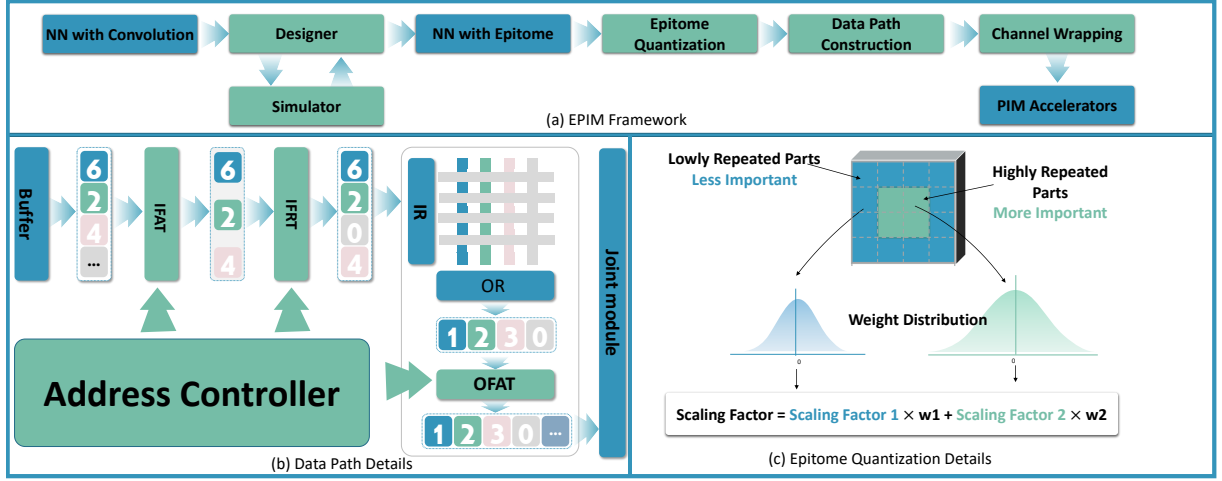 NN with Convolution
Designer
NN with Epitome
Epitome
Quantization
Data Path
Construction
Channel Wrapping
Simulator
PIM Accelerators
(a) EPIM Framework
Buffer
6
2
4
...
IFAT
6
2
4
IFRT
6
2
0
4
IR
OR
1 2 3 0
OFAT
1 2 3 0 ...
Joint module
Address Controller
(b) Data Path Details
Lowly Repeated Parts
Less Important
Highly Repeated
Parts
More Important
Weight Distribution
0
0
Scaling Factor = Scaling Factor 1 × w1 + Scaling Factor 2 × w2
(c) Epitome Quantization Details